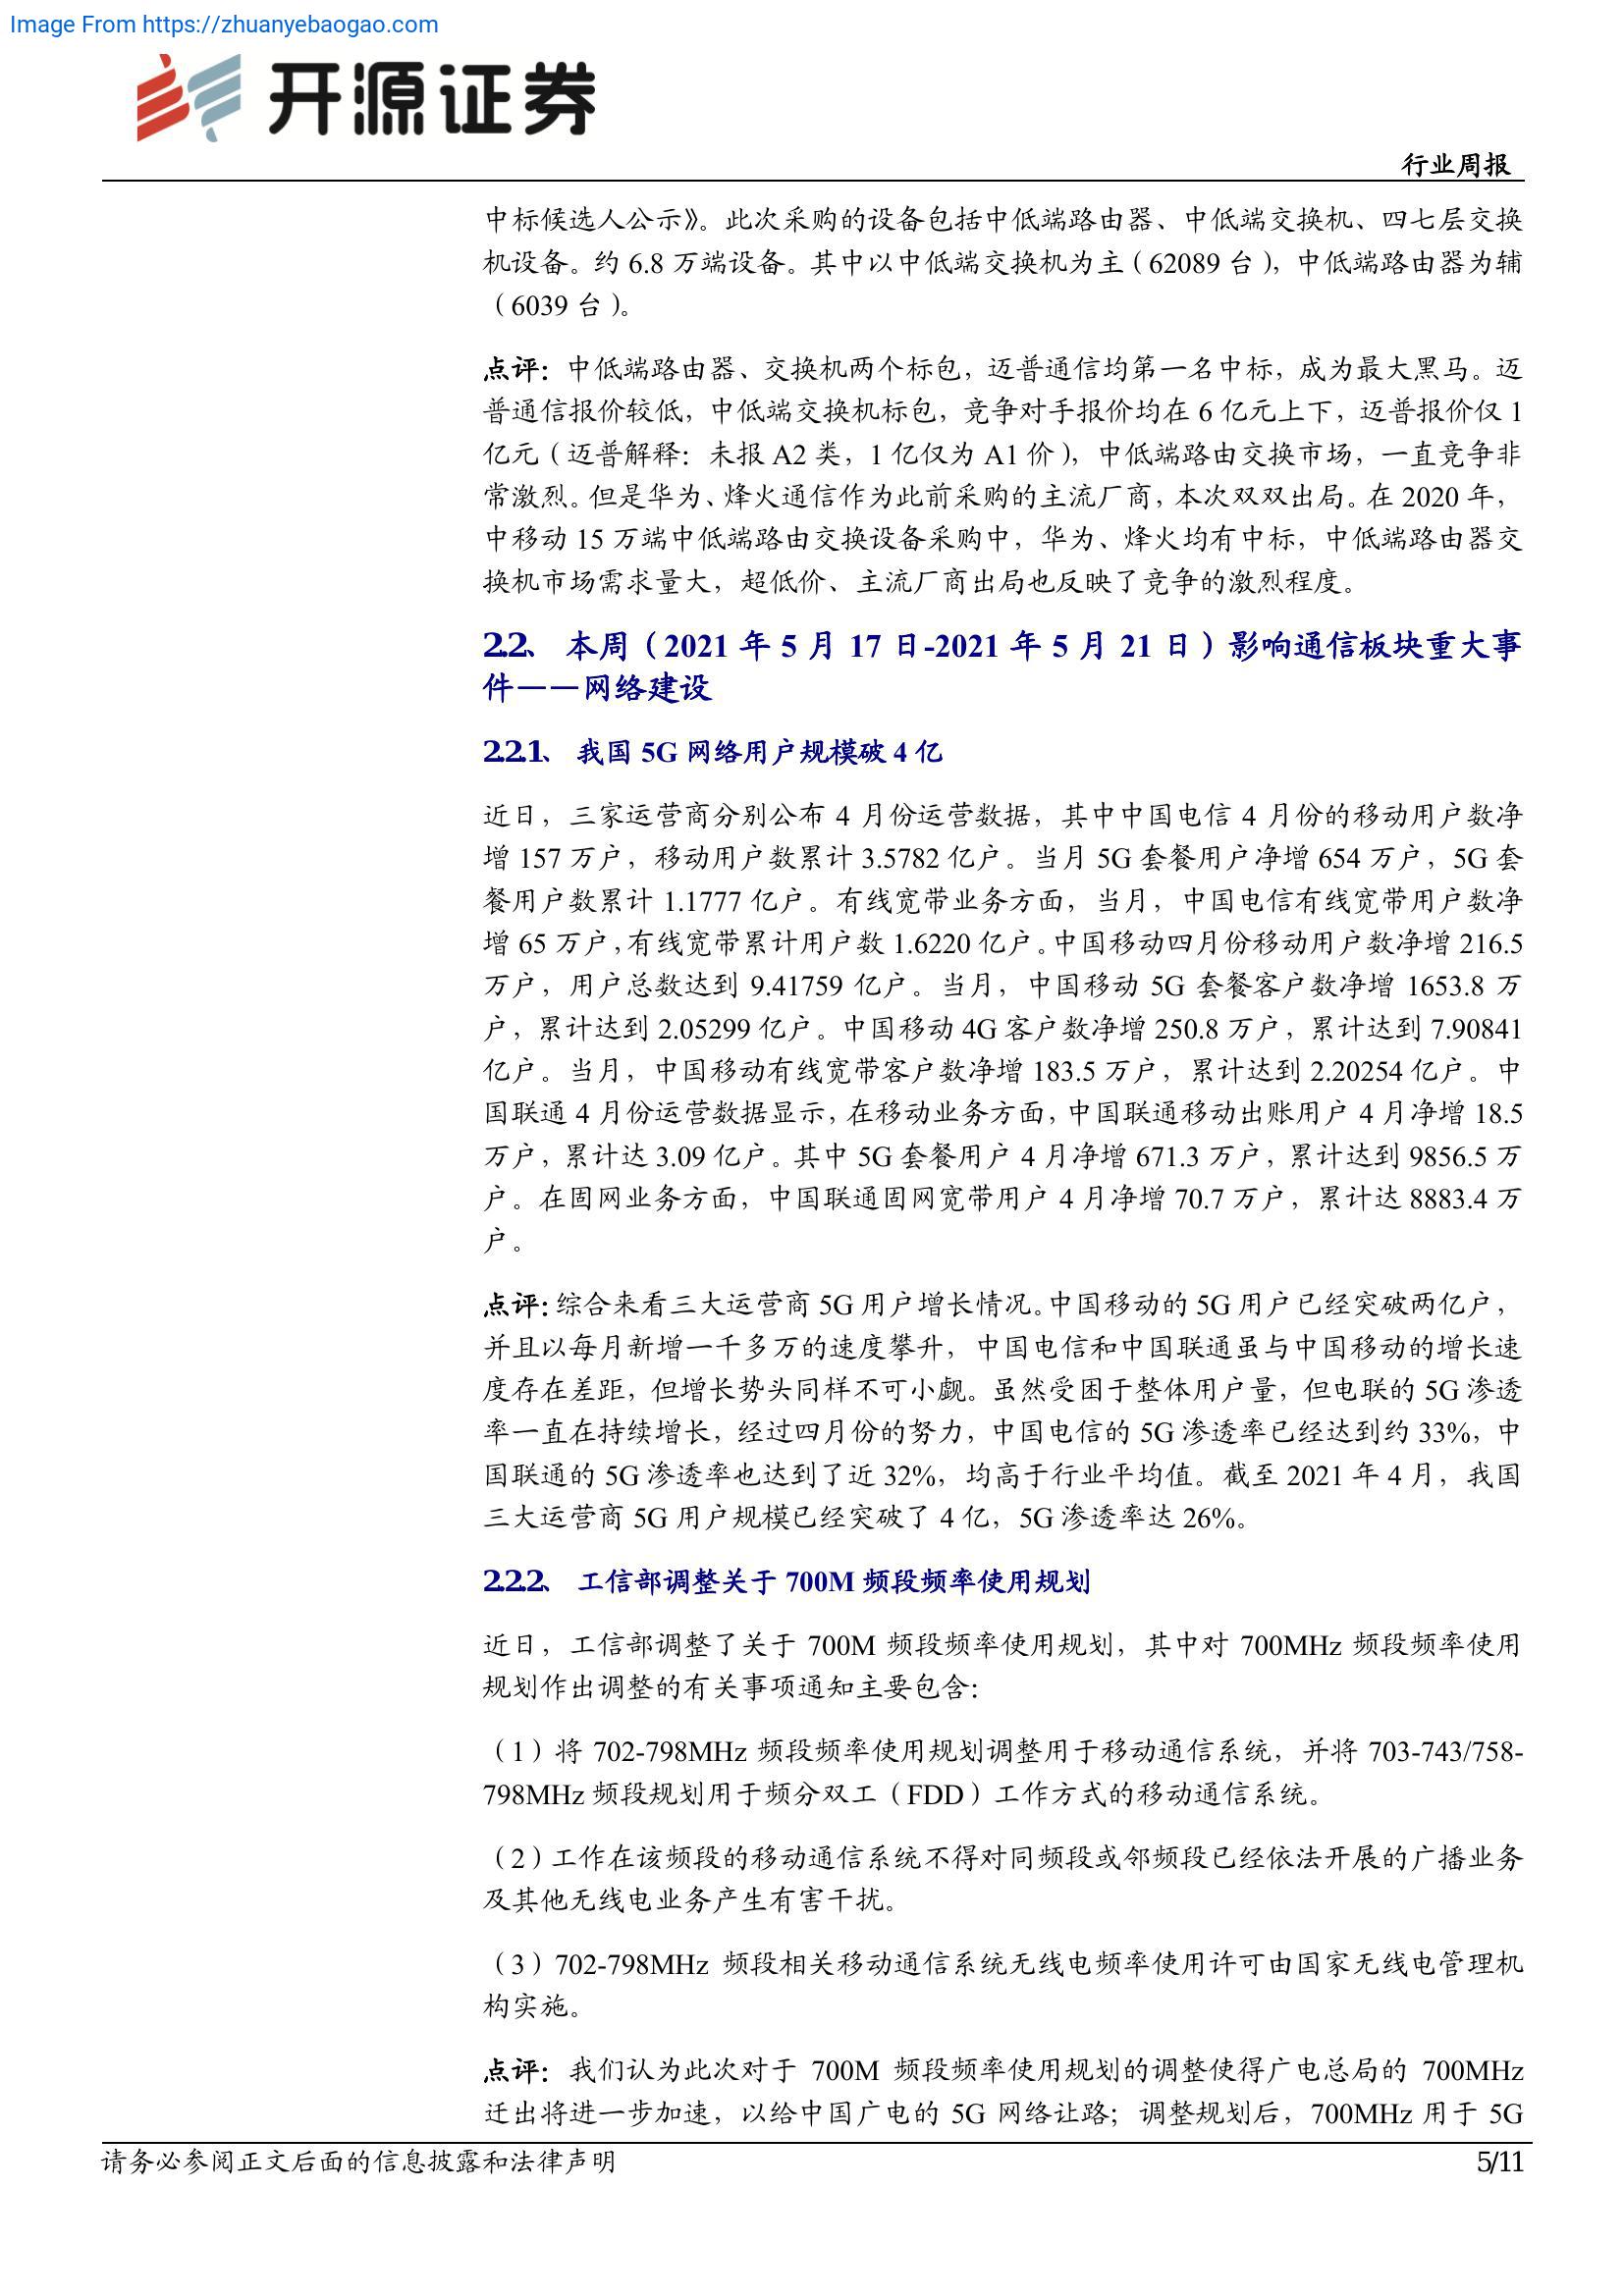 Image From https://zhuanyebaogao.com
开源证券
行业周报
中标候选人公示》。此次采购的设备包括中低端路由器、中低端交换机、四七层交换
机设备。约 6.8 万端设备。其中以中低端交换机为主（62089 台），中低端路由器为辅
（6039 台）。
点评：中低端路由器、交换机两个标包，迈普通信均第一名中标，成为最大黑马。迈
普通信报价较低，中低端交换机标包，竞争对手报价均在 6 亿元上下，迈普报价仅 1
亿元（迈普解释：未报 A2 类，1 亿仅为 A1 价），中低端路由交换市场，一直竞争非
常激烈。但是华为、烽火通信作为此前采购的主流厂商，本次双双出局。在 2020 年，
中移动 15 万端中低端路由交换设备采购中，华为、烽火均有中标，中低端路由器交
换机市场需求量大，超低价、主流厂商出局也反映了竞争的激烈程度。
2.2、 本周（2021 年 5 月 17 日-2021 年 5 月 21 日）影响通信板块重大事
件——网络建设
2.2.1、 我国 5G 网络用户规模破 4 亿
近日，三家运营商分别公布 4 月份运营数据，其中中国电信 4 月份的移动用户数净
增 157 万户，移动用户数累计 3.5782 亿户。当月 5G 套餐用户净增 654 万户，5G 套
餐用户数累计 1.1777 亿户。有线宽带业务方面，当月，中国电信有线宽带用户数净
增 65 万户，有线宽带累计用户数 1.6220 亿户。中国移动四月份移动用户数净增 216.5
万户，用户总数达到 9.41759 亿户。当月，中国移动 5G 套餐客户数净增 1653.8 万
户，累计达到 2.05299 亿户。中国移动 4G 客户数净增 250.8 万户，累计达到 7.90841
亿户。当月，中国移动有线宽带客户数净增 183.5 万户，累计达到 2.20254 亿户。中
国联通 4 月份运营数据显示，在移动业务方面，中国联通移动出账用户 4 月净增 18.5
万户，累计达 3.09 亿户。其中 5G 套餐用户 4 月净增 671.3 万户，累计达到 9856.5 万
户。在固网业务方面，中国联通固网宽带用户 4 月净增 70.7 万户，累计达 8883.4 万
户。
点评：综合来看三大运营商 5G 用户增长情况。中国移动的 5G 用户已经突破两亿户，
并且以每月新增一千多万的速度攀升，中国电信和中国联通虽与中国移动的增长速
度存在差距，但增长势头同样不可小觑。虽然受困于整体用户量，但电联的 5G 渗透
率一直在持续增长，经过四月份的努力，中国电信的 5G 渗透率已经达到约 33%，中
国联通的 5G 渗透率也达到了近 32%，均高于行业平均值。截至 2021 年 4 月，我国
三大运营商 5G 用户规模已经突破了 4 亿，5G 渗透率达 26%。
2.2.2、 工信部调整关于 700M 频段频率使用规划
近日，工信部调整了关于 700M 频段频率使用规划，其中对 700MHz 频段频率使用
规划作出调整的有关事项通知主要包含：
（1）将 702-798MHz 频段频率使用规划调整用于移动通信系统，并将 703-743/758-
798MHz 频段规划用于频分双工（FDD）工作方式的移动通信系统。
（2）工作在该频段的移动通信系统不得对同频段或邻频段已经依法开展的广播业务
及其他无线电业务产生有害干扰。
（3）702-798MHz 频段相关移动通信系统无线电频率使用许可由国家无线电管理机
构实施。
点评：我们认为此次对于 700M 频段频率使用规划的调整使得广电总局的 700MHz
迁出将进一步加速，以给中国广电的 5G 网络让路；调整规划后，700MHz 用于 5G
请务必参阅正文后面的信息披露和法律声明
5/11